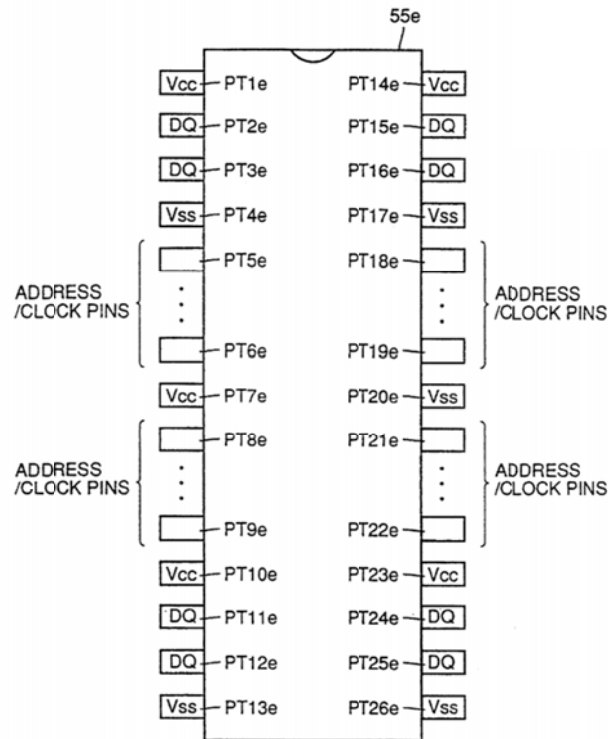 55e
Vcc PT1e PT14e Vcc
DQ PT2e PT15e DQ
DQ PT3e PT16e DQ
Vss PT4e PT17e Vss
PT5e PT18e
ADDRESS
/CLOCK PINS
ADDRESS
/CLOCK PINS
PT6e PT19e
Vcc PT7e PT20e Vss
PT8e PT21e
ADDRESS
/CLOCK PINS
ADDRESS
/CLOCK PINS
PT9e PT22e
Vcc PT10e PT23e Vcc
DQ PT11e PT24e DQ
DQ PT12e PT25e DQ
Vss PT13e PT26e Vss